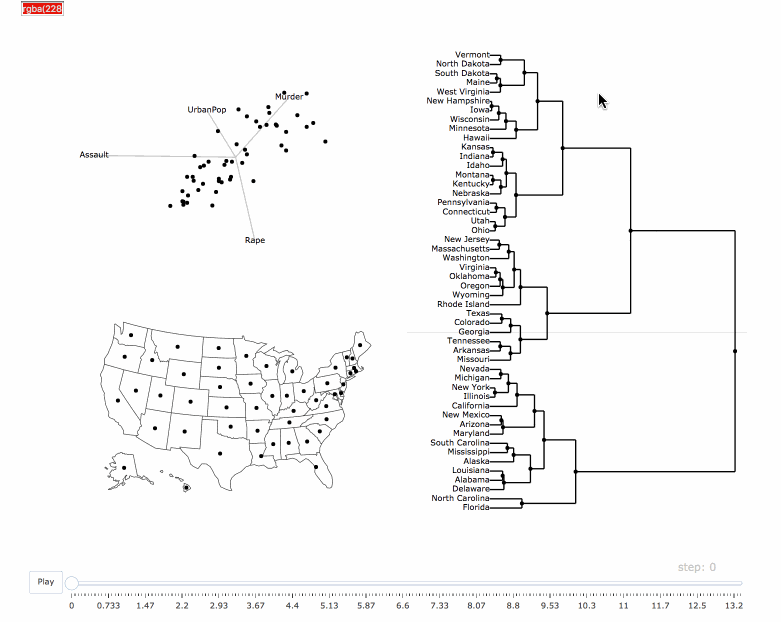 rgba(228
Murder
UrbanPop
Assault
Rape
Vermont
North Dakota
South Dakota
Maine
West Virginia
New Hampshire
Iowa
Wisconsin
Minnesota
Hawaii
Kansas
Indiana
Idaho
Montana
Kentucky
Nebraska
Pennsylvania
Connecticut
Utah
Ohio
New Jersey
Massachusetts
Washington
Virginia
Oklahoma
Oregon
Wyoming
Rhode Island
Texas
Colorado
Georgia
Tennessee
Arkansas
Missouri
Nevada
Michigan
New York
Illinois
California
New Mexico
Arizona
Maryland
South Carolina
Mississippi
Alaska
Louisiana
Alabama
Delaware
North Carolina
Florida
step: 0
Play
0 0.733 1.47 2.2 2.93 3.67 4.4 5.13 5.87 6.6 7.33 8.07 8.8 9.53 10.3 11 11.7 12.5 13.2